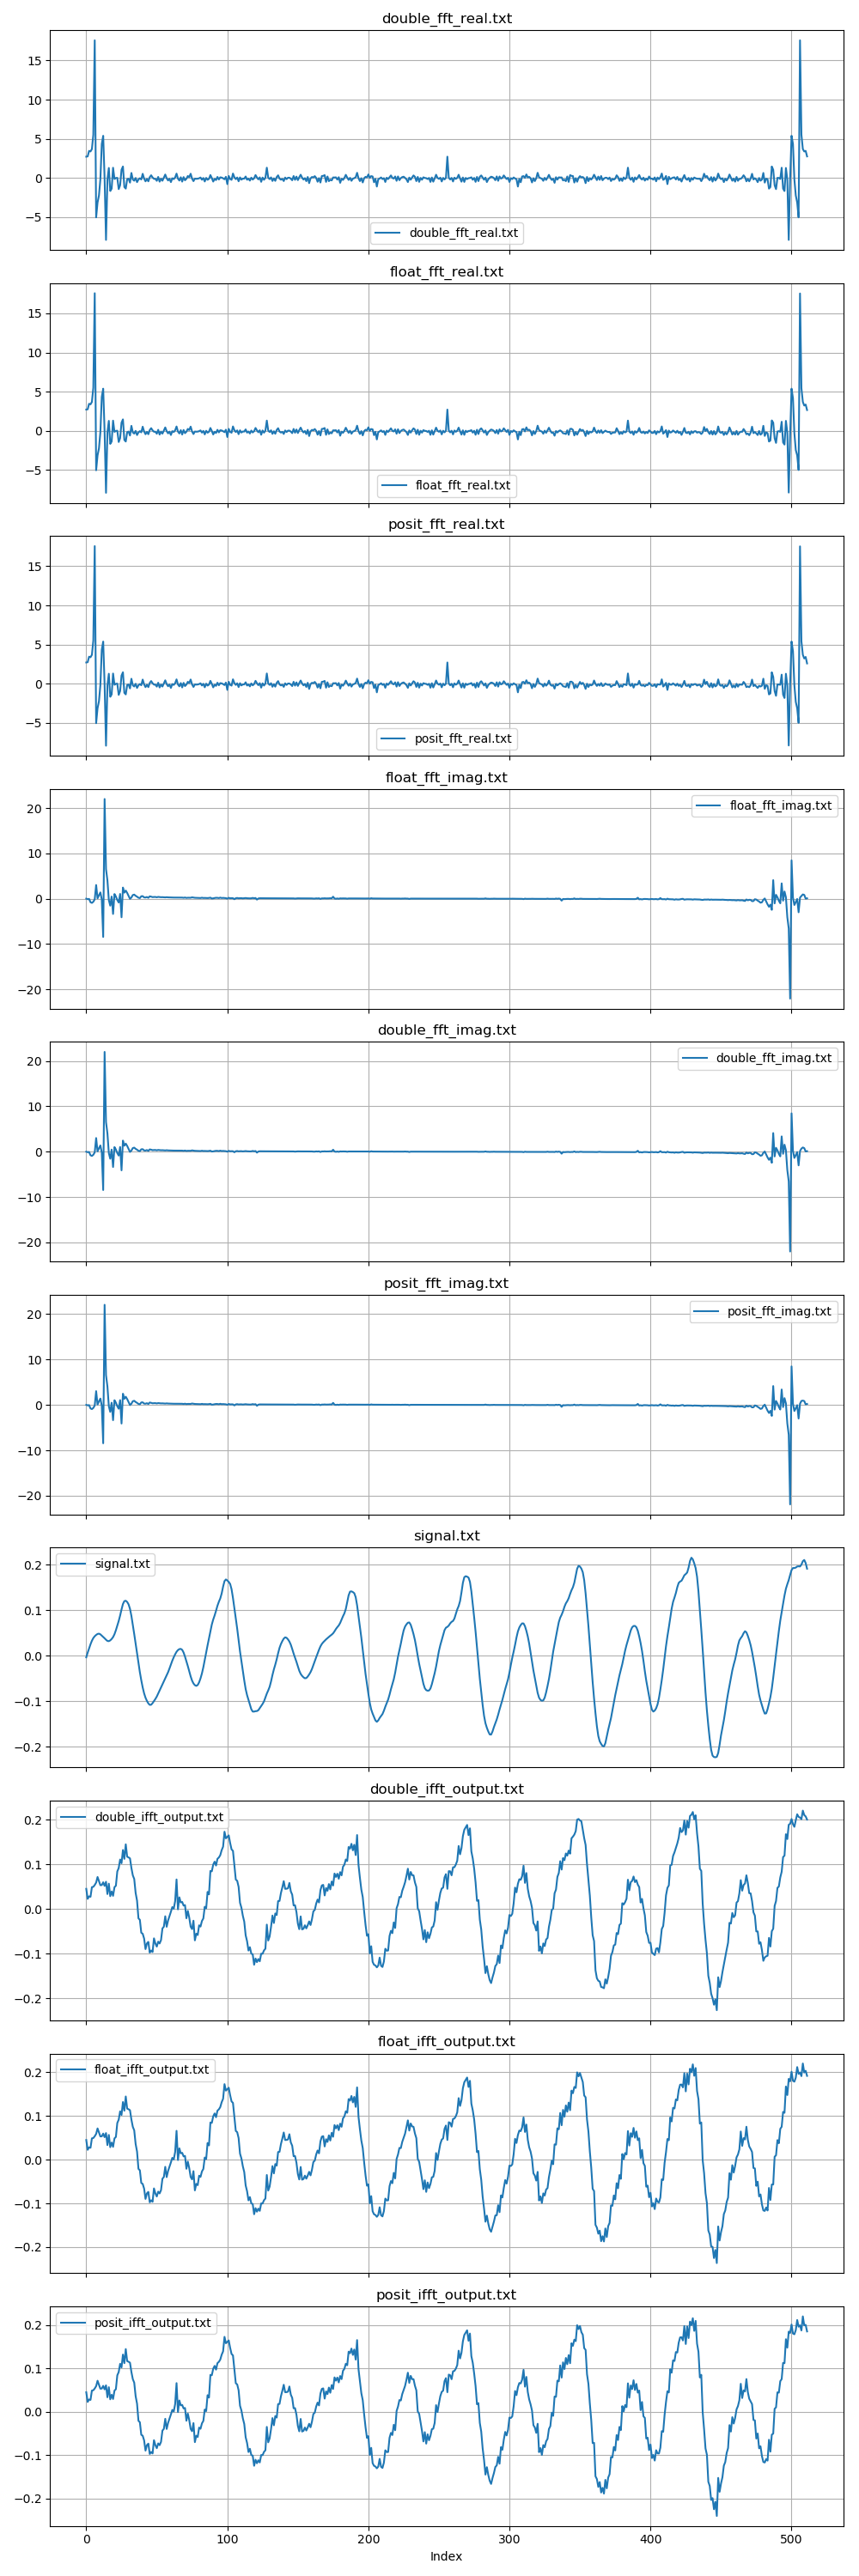 double_fft_real.txt
15
10
5
0
−5
double_fft_real.txt
float_fft_real.txt
15
10
5
0
−5
float_fft_real.txt
posit_fft_real.txt
15
10
5
0
−5
posit_fft_real.txt
float_fft_imag.txt
20
10
0
−10
−20
float_fft_imag.txt
double_fft_imag.txt
20
10
0
−10
−20
double_fft_imag.txt
posit_fft_imag.txt
20
10
0
−10
−20
posit_fft_imag.txt
signal.txt
0.2
0.1
0.0
−0.1
−0.2
signal.txt
double_ifft_output.txt
0.2
0.1
0.0
−0.1
−0.2
double_ifft_output.txt
float_ifft_output.txt
0.2
0.1
0.0
−0.1
−0.2
float_ifft_output.txt
posit_ifft_output.txt
0.2
0.1
0.0
−0.1
−0.2
posit_ifft_output.txt
0 100 200 300 400 500
Index